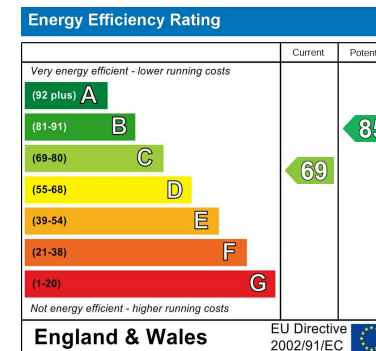 Energy Efficiency Rating
Current Potent
Very energy efficient - lower running costs
(92 plus) A
(81-91) B
(69-80) C
(55-68) D
(39-54) E
(21-38) F
(1-20) G
69
85
Not energy efficient - higher running costs
England & Wales
EU Directive
2002/91/EC